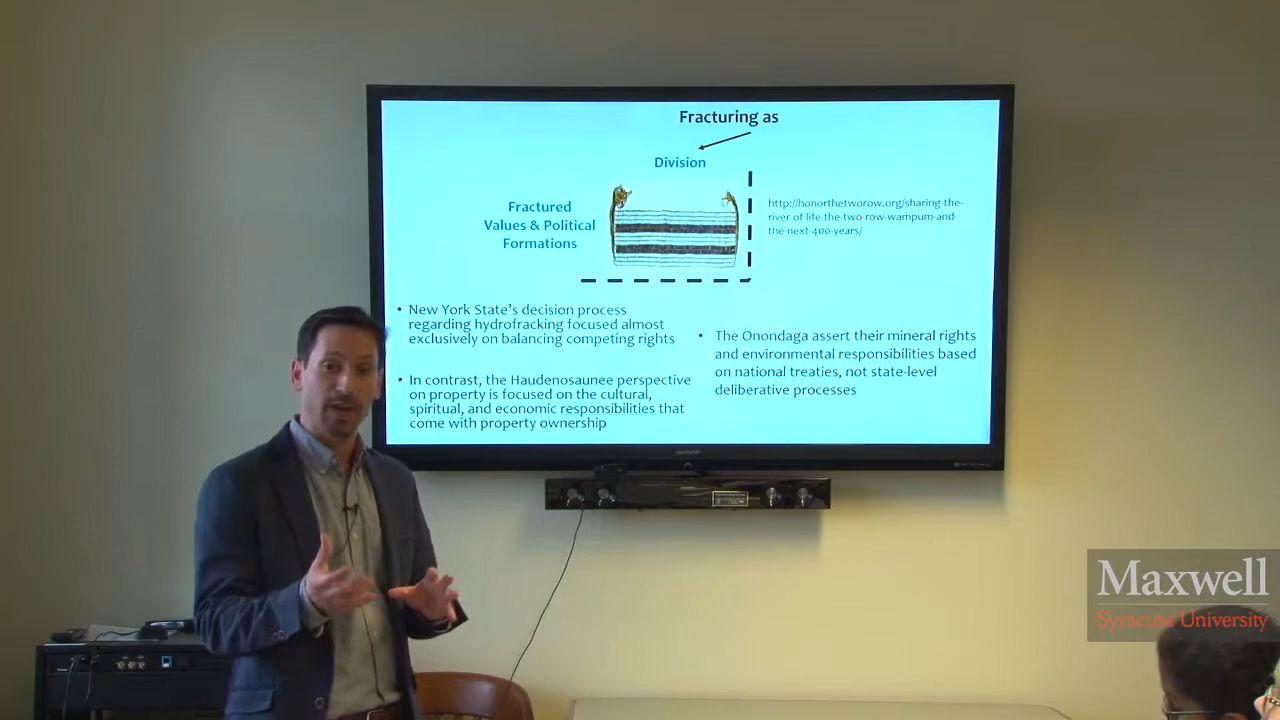 Fracturing as
Division
Fractured
Values & Political
Formations
http://honorthetworow.org/sharing-the-
river of life-the-two-row-wampum-and-
the-next-400-years/
• New York State's decision process
regarding hydrofracking focused almost
exclusively on balancing competing rights
• In contrast, the Haudenosaunee perspective
on property is focused on the cultural,
spiritual, and economic responsibilities that
come with property ownership
• The Onondaga assert their mineral rights
and environmental responsibilities based
on national treaties, not state-level
deliberative processes
Maxwell
Syracuse University